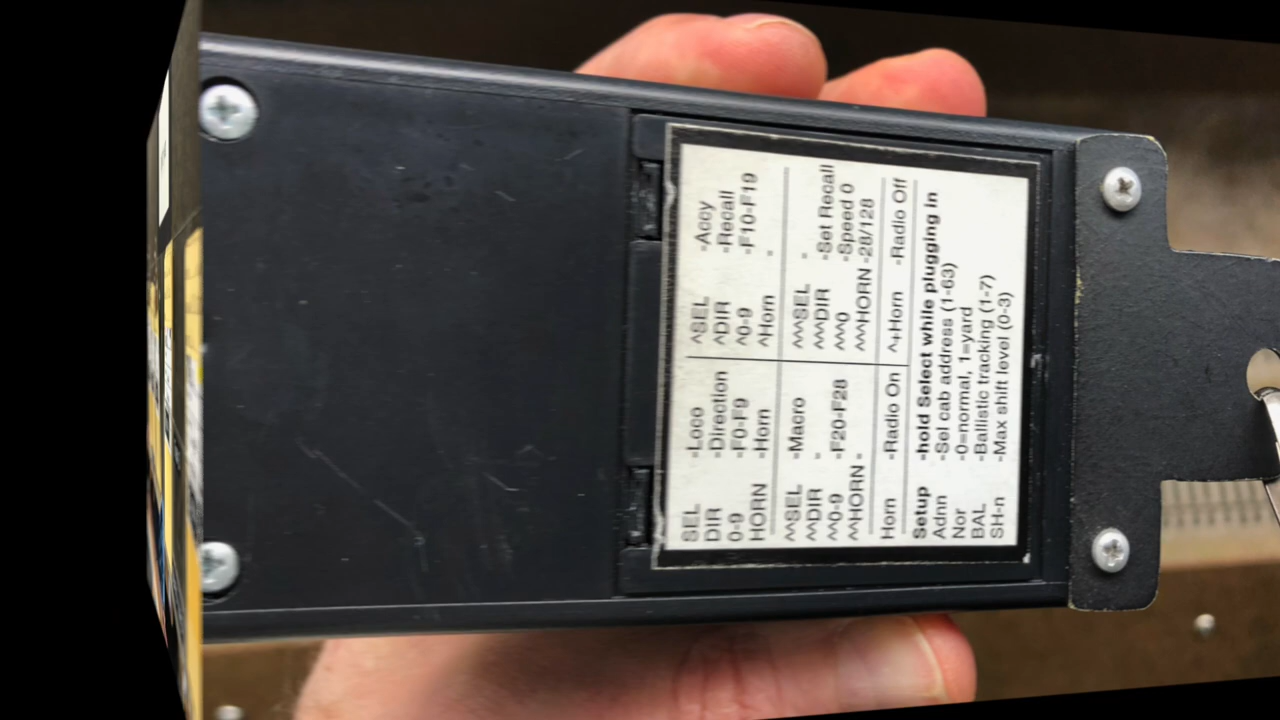 SEL -Loco ^SEL -Accy
DIR -Direction ^DIR -Recall
0-9 -F0-F9 ^0-9 -F10-F19
HORN -Horn ^Horn -
^^SEL -Macro ^^^SEL -
^^DIR - ^^^DIR -Set Recall
^^0-9 -F20-F28 ^^^0 -Speed 0
^^HORN - ^^^HORN -28/128
Horn -Radio On ^+Horn -Radio Off
Setup -hold Select while plugging in
Adnn -Sel cab address (1-63)
Nor -0=normal, 1=yard
BAL -Ballistic tracking (1-7)
SH-n -Max shift level (0-3)